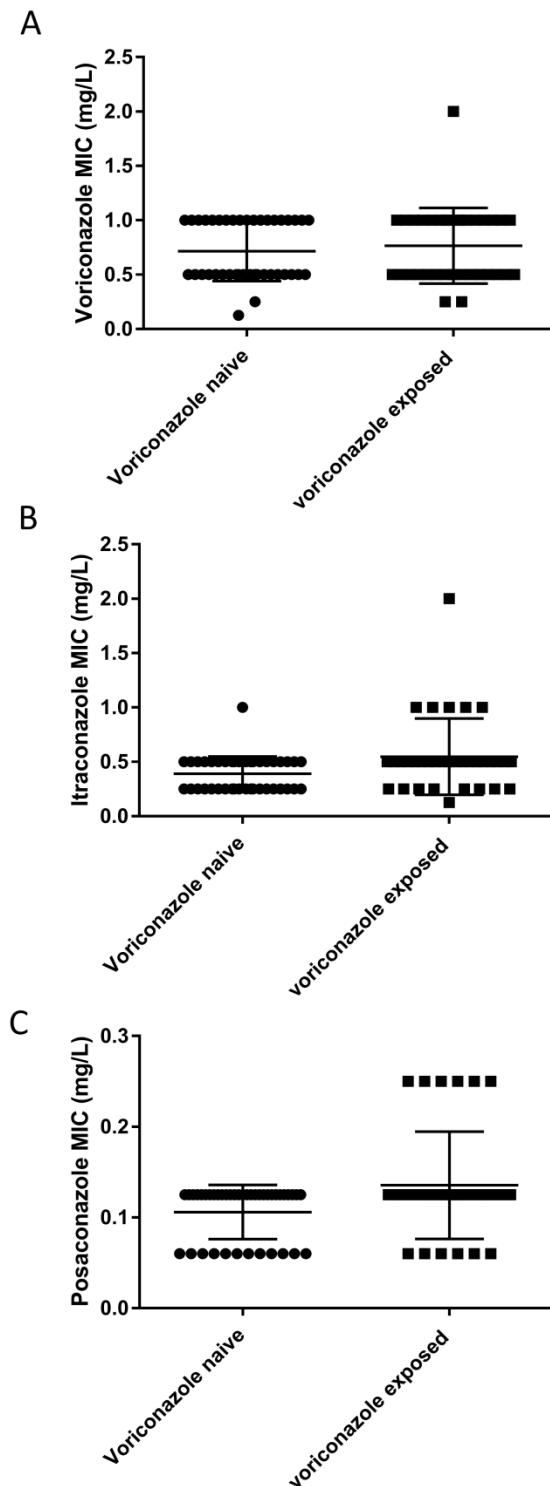 A
Voriconazole MIC (mg/L)
2.5
2.0
1.5
1.0
0.5
0.0
Voriconazole naive
voriconazole exposed
B
Itraconazole MIC (mg/L)
2.5
2.0
1.5
1.0
0.5
0.0
Voriconazole naive
voriconazole exposed
C
Posaconazole MIC (mg/L)
0.3
0.2
0.1
0.0
Voriconazole naive
voriconazole exposed